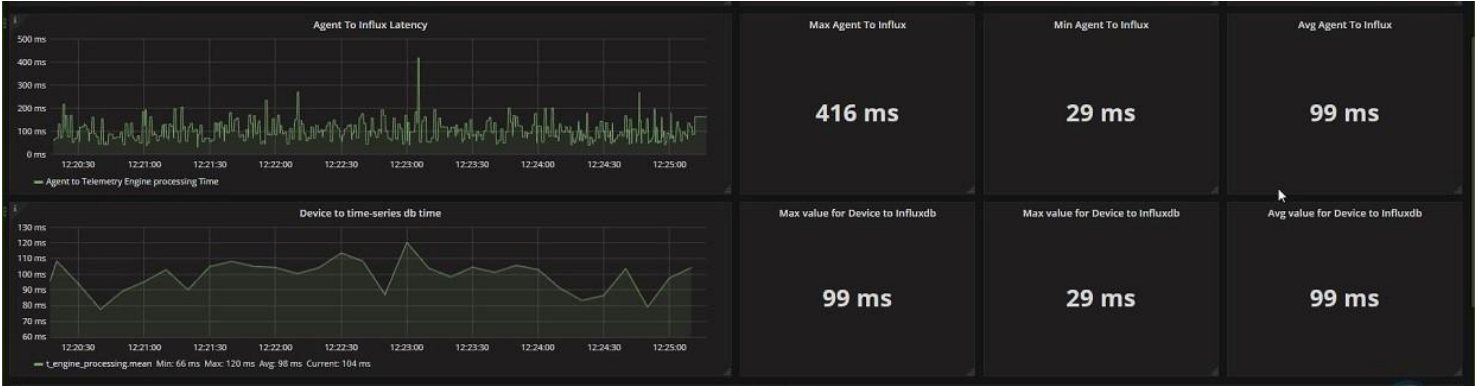 Agent To Influx Latency
500 ms
400 ms
300 ms
200 ms
100 ms
0 ms
12:20:30 12:21:00 12:21:30 12:22:00 12:22:30 12:23:00 12:23:30 12:24:00 12:24:30 12:25:00
Agent to Telemetry Engine processing Time
Max Agent To Influx
416 ms
Min Agent To Influx
29 ms
Avg Agent To Influx
99 ms
Device to time-series db time
130 ms
120 ms
110 ms
100 ms
90 ms
80 ms
70 ms
60 ms
12:20:30 12:21:00 12:21:30 12:22:00 12:22:30 12:23:00 12:23:30 12:24:00 12:24:30 12:25:00
t_engine_processing.mean Min: 66 ms Max: 120 ms Avg: 98 ms Current: 104 ms
Max value for Device to Influxdb
99 ms
Max value for Device to Influxdb
29 ms
Avg value for Device to Influxdb
99 ms